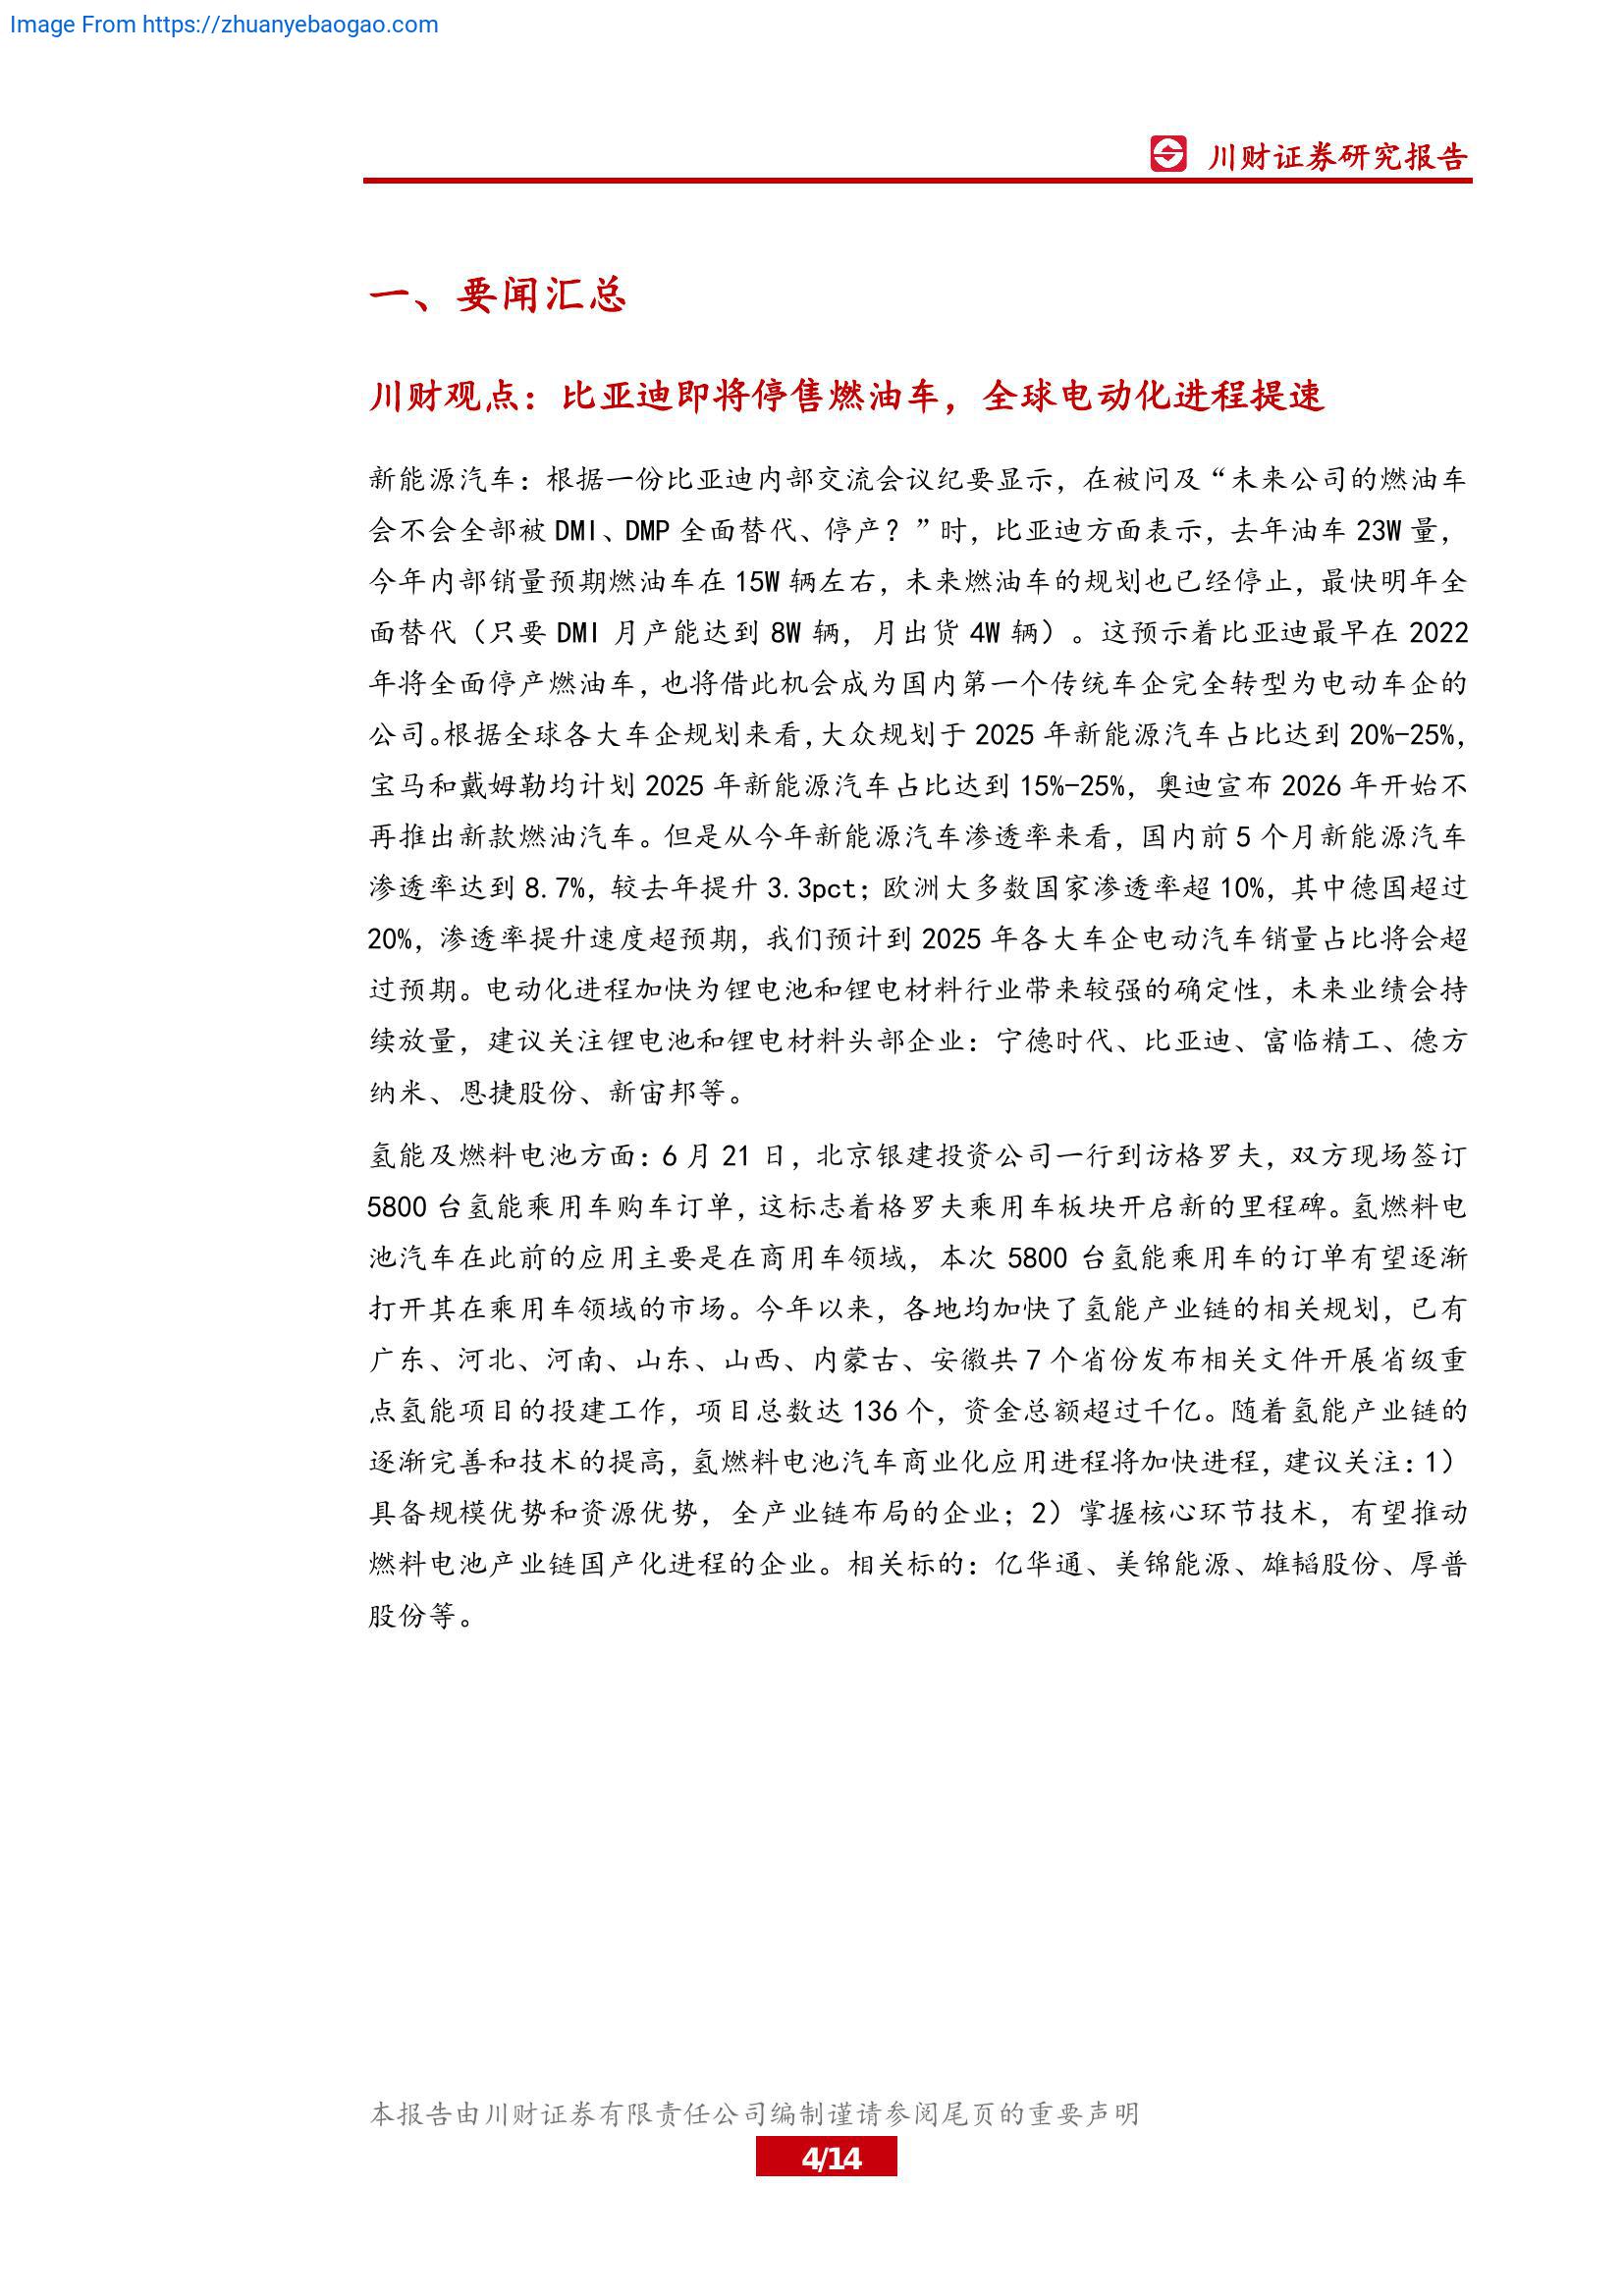 Image From https://zhuanyebaogao.com
川财证券研究报告
一、要闻汇总
川财观点：比亚迪即将停售燃油车，全球电动化进程提速
新能源汽车：根据一份比亚迪内部交流会议纪要显示，在被问及“未来公司的燃油车
会不会全部被 DMI、DMP 全面替代、停产？”时，比亚迪方面表示，去年油车 23W 量，
今年内部销量预期燃油车在 15W 辆左右，未来燃油车的规划也已经停止，最快明年全
面替代（只要 DMI 月产能达到 8W 辆，月出货 4W 辆）。这预示着比亚迪最早在 2022
年将全面停产燃油车，也将借此机会成为国内第一个传统车企完全转型为电动车企的
公司。根据全球各大车企规划来看，大众规划于 2025 年新能源汽车占比达到 20%-25%，
宝马和戴姆勒均计划 2025 年新能源汽车占比达到 15%-25%，奥迪宣布 2026 年开始不
再推出新款燃油汽车。但是从今年新能源汽车渗透率来看，国内前 5 个月新能源汽车
渗透率达到 8.7%，较去年提升 3.3pct；欧洲大多数国家渗透率超 10%，其中德国超过
20%，渗透率提升速度超预期，我们预计到 2025 年各大车企电动汽车销量占比将会超
过预期。电动化进程加快为锂电池和锂电材料行业带来较强的确定性，未来业绩会持
续放量，建议关注锂电池和锂电材料头部企业：宁德时代、比亚迪、富临精工、德方
纳米、恩捷股份、新宙邦等。
氢能及燃料电池方面：6 月 21 日，北京银建投资公司一行到访格罗夫，双方现场签订
5800 台氢能乘用车购车订单，这标志着格罗夫乘用车板块开启新的里程碑。氢燃料电
池汽车在此前的应用主要是在商用车领域，本次 5800 台氢能乘用车的订单有望逐渐
打开其在乘用车领域的市场。今年以来，各地均加快了氢能产业链的相关规划，已有
广东、河北、河南、山东、山西、内蒙古、安徽共 7 个省份发布相关文件开展省级重
点氢能项目的投建工作，项目总数达 136 个，资金总额超过千亿。随着氢能产业链的
逐渐完善和技术的提高，氢燃料电池汽车商业化应用进程将加快进程，建议关注：1）
具备规模优势和资源优势，全产业链布局的企业；2）掌握核心环节技术，有望推动
燃料电池产业链国产化进程的企业。相关标的：亿华通、美锦能源、雄韬股份、厚普
股份等。
本报告由川财证券有限责任公司编制谨请参阅尾页的重要声明
4/14